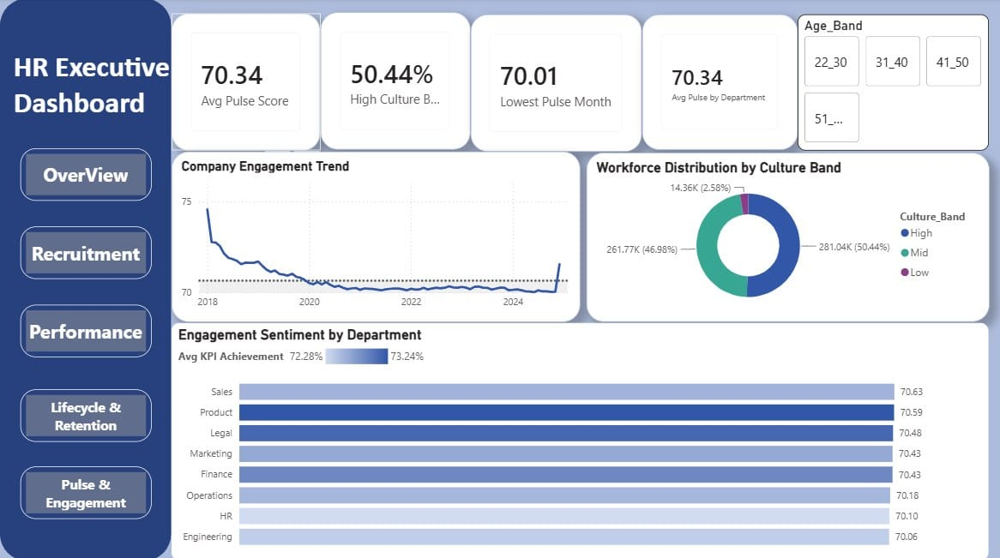 HR Executive
Dashboard
OverView
Recruitment
Performance
Lifecycle &
Retention
Pulse &
Engagement
70.34
Avg Pulse Score
50.44%
High Culture B...
70.01
Lowest Pulse Month
70.34
Avg Pulse by Department
Age_Band
22_30
31_40
41_50
51_...
Company Engagement Trend
75
70
2018
2020
2022
2024
Workforce Distribution by Culture Band
14.36K (2.58%)
261.77K (46.98%)
281.04K (50.44%)
Culture_Band
High
Mid
Low
Engagement Sentiment by Department
Avg KPI Achievement 72.28% 73.24%
Sales 70.63
Product 70.59
Legal 70.48
Marketing 70.43
Finance 70.43
Operations 70.18
HR 70.10
Engineering 70.06